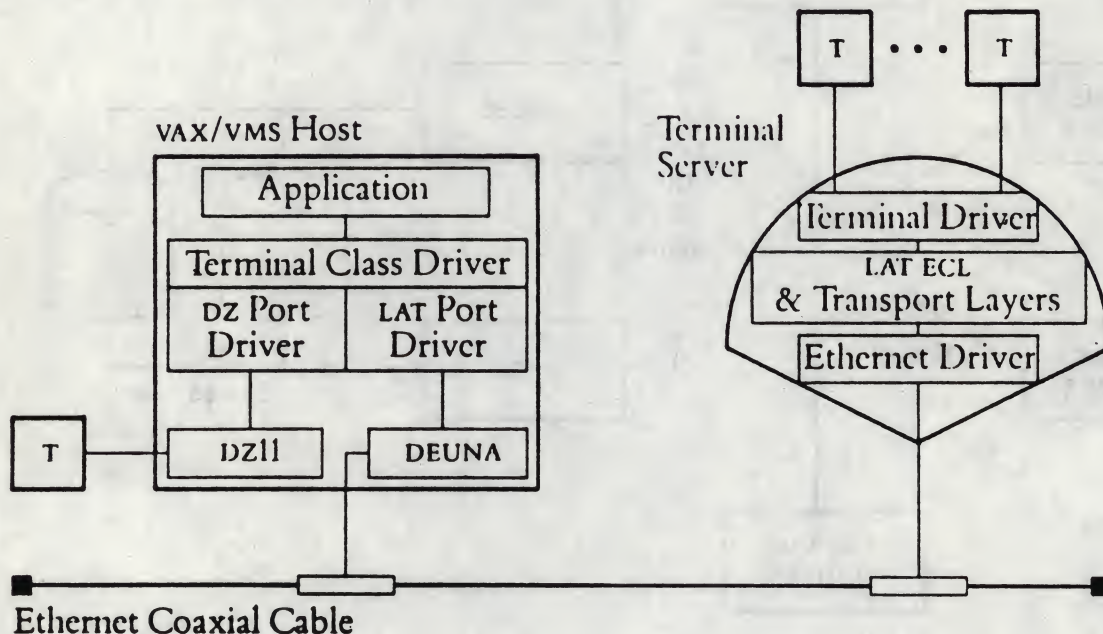 T • • • T
VAX/VMS Host
Application
Terminal Class Driver
DZ Port
Driver
LAT Port
Driver
T
DZ11
DEUNA
Terminal
Server
Terminal Driver
LAT ECL
& Transport Layers
Ethernet Driver
Ethernet Coaxial Cable